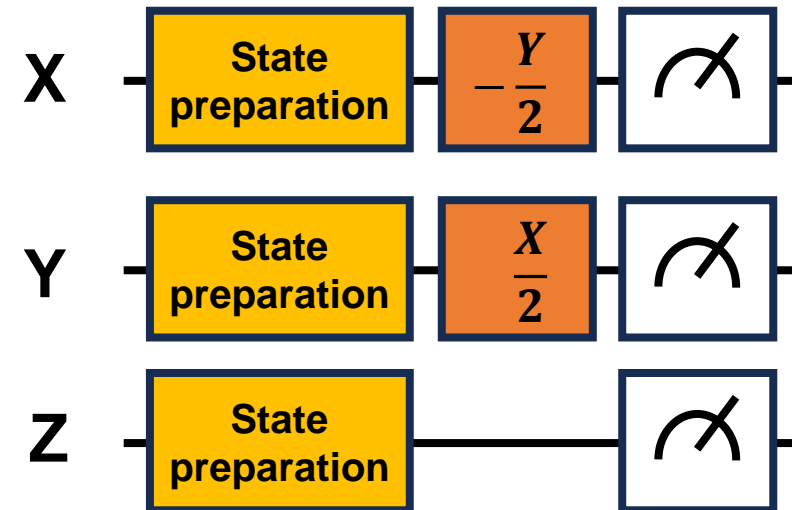 X
State
preparation
− Y/2
Y
State
preparation
X/2
Z
State
preparation